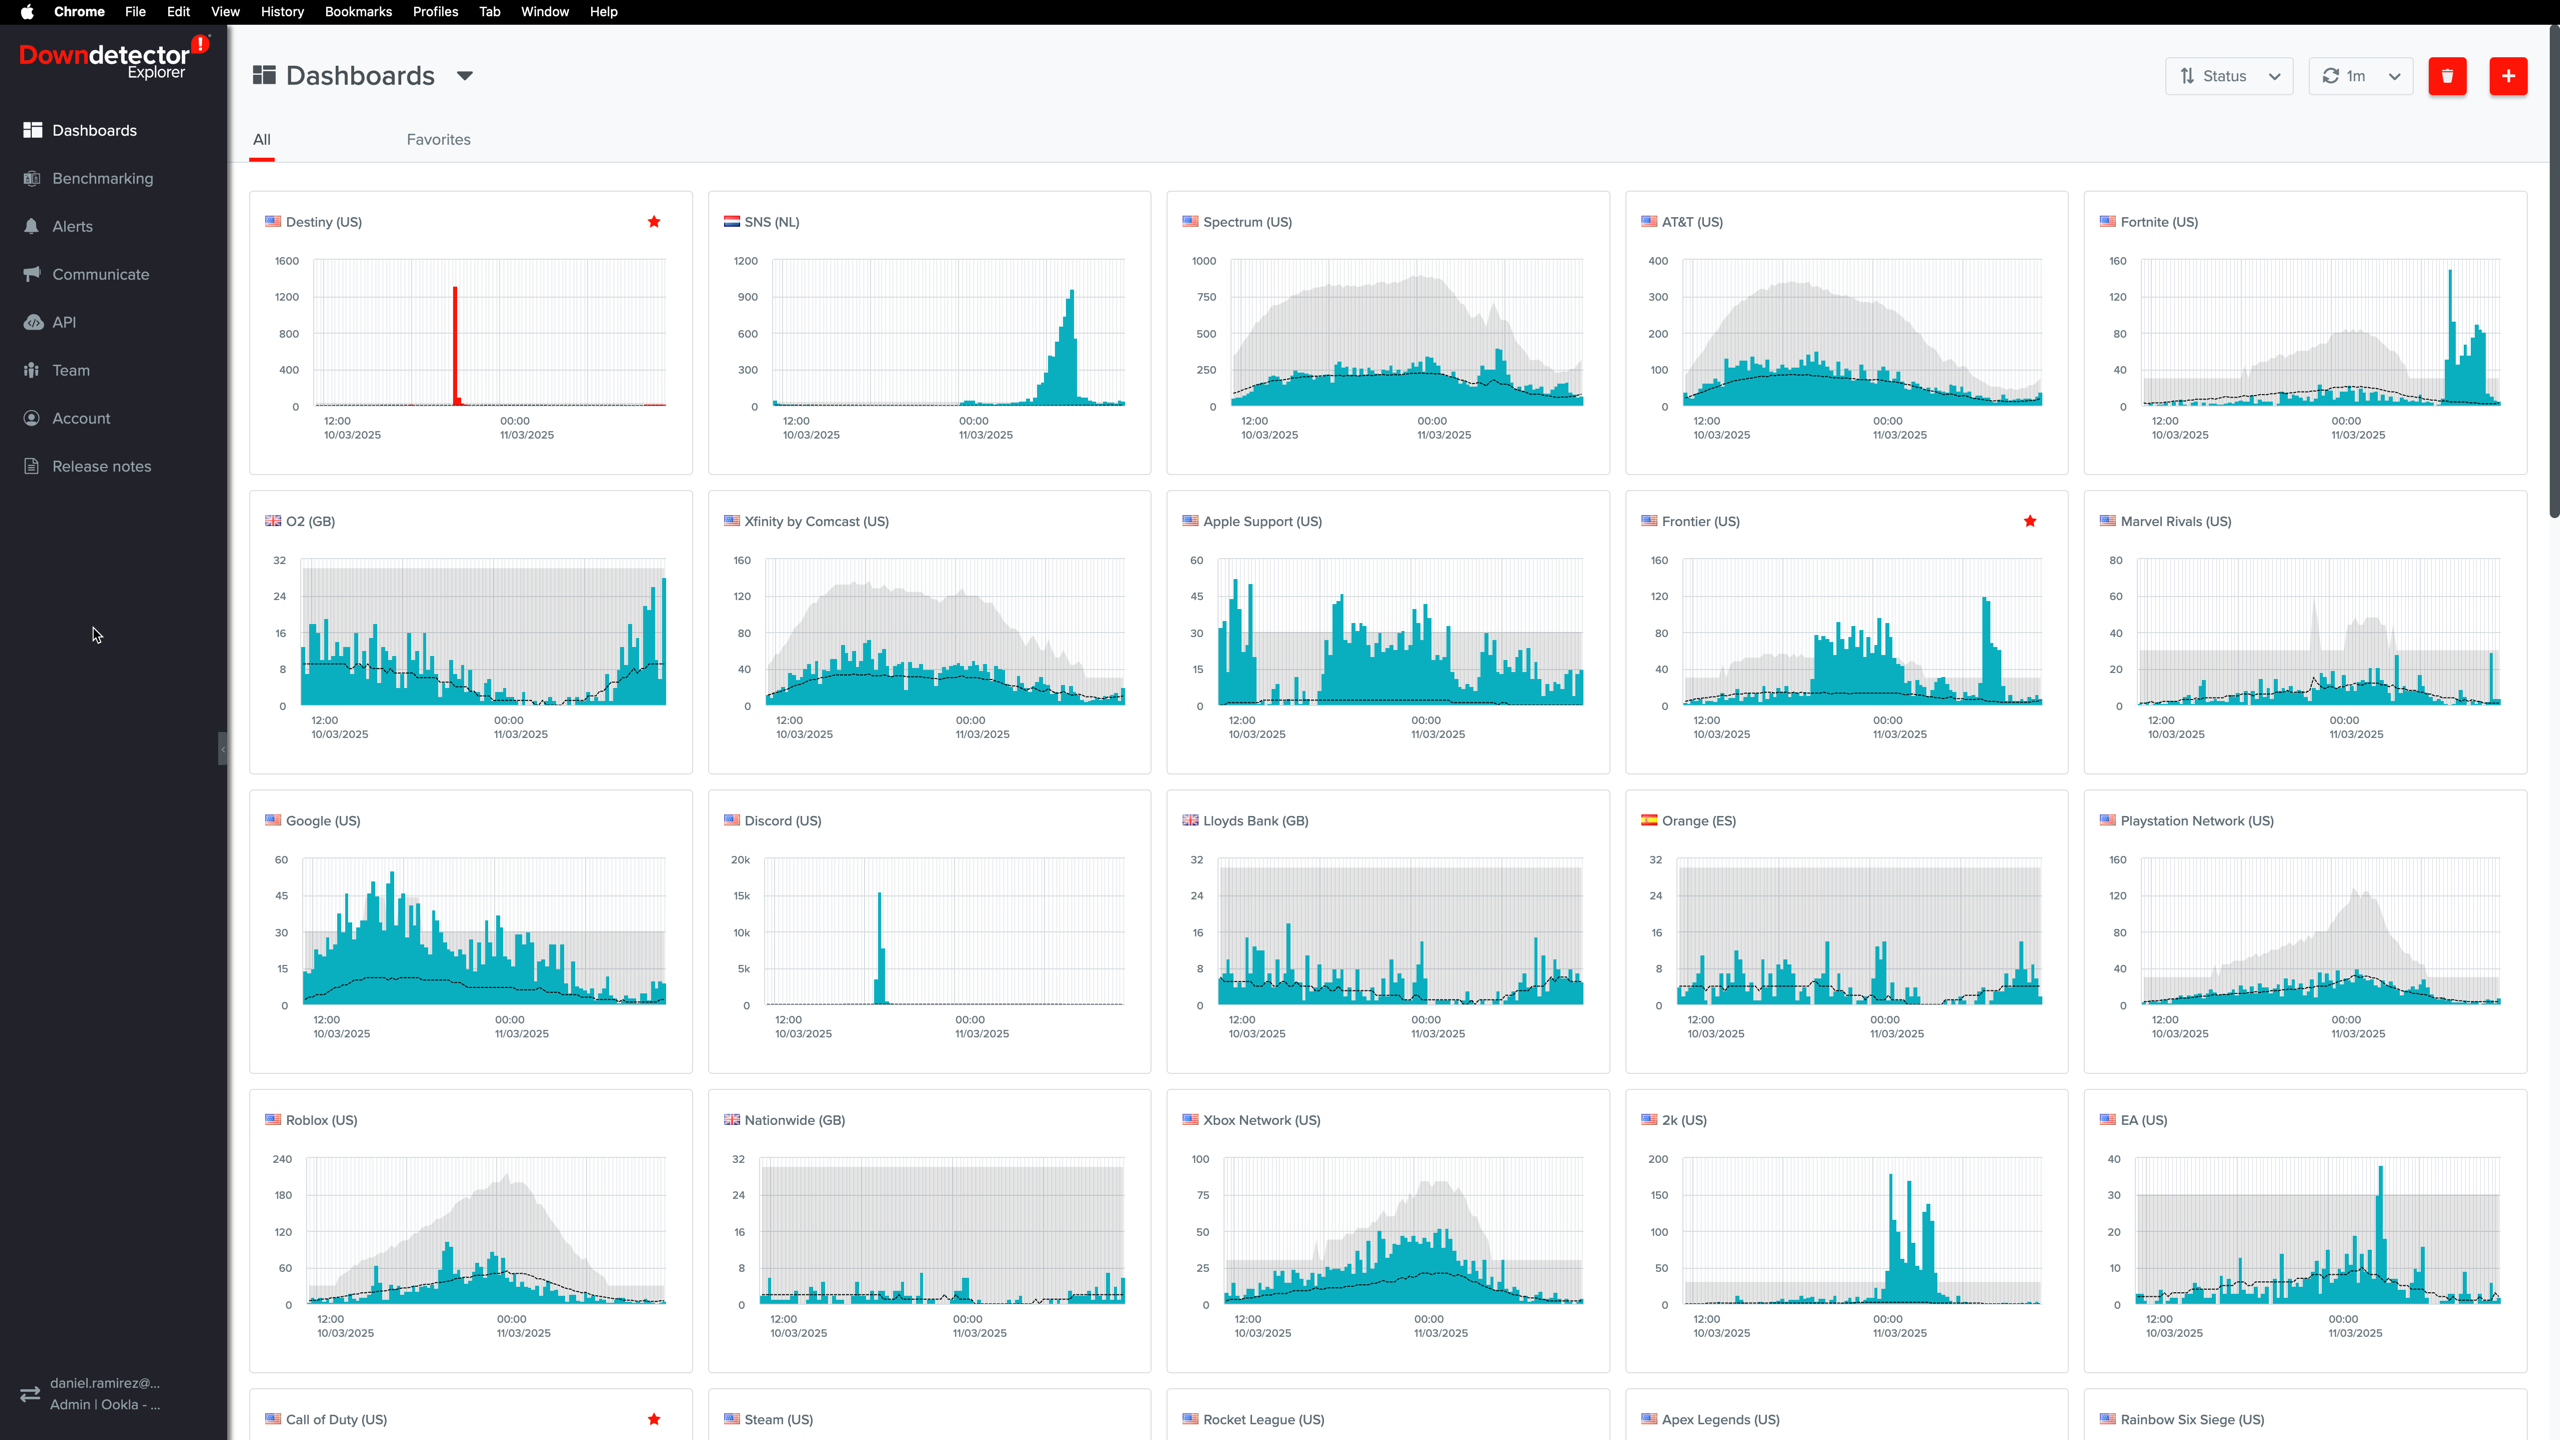 Chrome File Edit View History Bookmarks Profiles Tab Window Help
Downdetector
Explorer
Dashboards
Benchmarking
Alerts
Communicate
API
Team
Account
Release notes
daniel.ramirez@...
Admin | Ookla - ...
Dashboards
Status
1m
All Favorites
Destiny (US)
1600
1200
800
400
0
12:00 00:00
10/03/2025 11/03/2025
SNS (NL)
1200
900
600
300
0
12:00 00:00
10/03/2025 11/03/2025
Spectrum (US)
1000
750
500
250
0
12:00 00:00
10/03/2025 11/03/2025
AT&T (US)
400
300
200
100
0
12:00 00:00
10/03/2025 11/03/2025
Fortnite (US)
160
120
80
40
0
12:00 00:00
10/03/2025 11/03/2025
O2 (GB)
32
24
16
8
0
12:00 00:00
10/03/2025 11/03/2025
Xfinity by Comcast (US)
160
120
80
40
0
12:00 00:00
10/03/2025 11/03/2025
Apple Support (US)
60
45
30
15
0
12:00 00:00
10/03/2025 11/03/2025
Frontier (US)
160
120
80
40
0
12:00 00:00
10/03/2025 11/03/2025
Marvel Rivals (US)
80
60
40
20
0
12:00 00:00
10/03/2025 11/03/2025
Google (US)
60
45
30
15
0
12:00 00:00
10/03/2025 11/03/2025
Discord (US)
20k
15k
10k
5k
0
12:00 00:00
10/03/2025 11/03/2025
Lloyds Bank (GB)
32
24
16
8
0
12:00 00:00
10/03/2025 11/03/2025
Orange (ES)
32
24
16
8
0
12:00 00:00
10/03/2025 11/03/2025
Playstation Network (US)
160
120
80
40
0
12:00 00:00
10/03/2025 11/03/2025
Roblox (US)
240
180
120
60
0
12:00 00:00
10/03/2025 11/03/2025
Nationwide (GB)
32
24
16
8
0
12:00 00:00
10/03/2025 11/03/2025
Xbox Network (US)
100
75
50
25
0
12:00 00:00
10/03/2025 11/03/2025
2k (US)
200
150
100
50
0
12:00 00:00
10/03/2025 11/03/2025
EA (US)
40
30
20
10
0
12:00 00:00
10/03/2025 11/03/2025
Call of Duty (US)
Steam (US)
Rocket League (US)
Apex Legends (US)
Rainbow Six Siege (US)